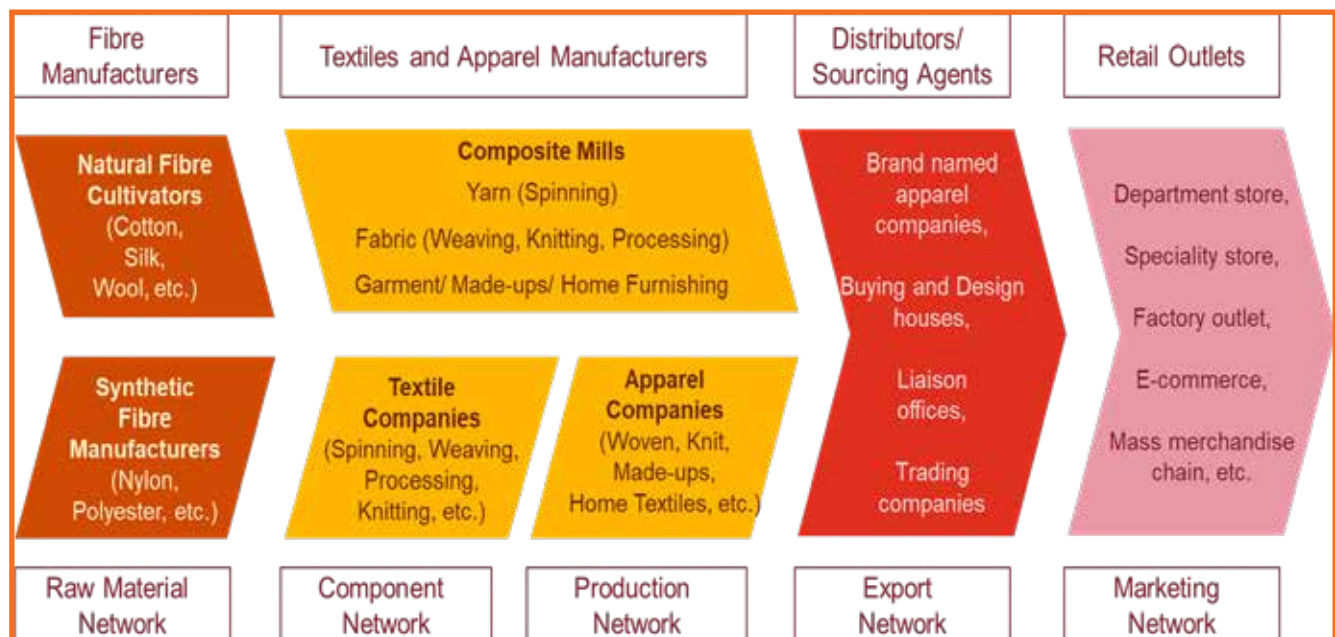 Fibre
Manufacturers
Textiles and Apparel Manufacturers
Distributors/
Sourcing Agents
Retail Outlets
Natural Fibre
Cultivators
(Cotton,
Silk,
Wool, etc.)
Composite Mills
Yarn (Spinning)
Fabric (Weaving, Knitting, Processing)
Garment/ Made-ups/ Home Furnishing
Synthetic
Fibre
Manufacturers
(Nylon,
Polyester, etc.)
Textile
Companies
(Spinning, Weaving,
Processing,
Knitting, etc.)
Apparel
Companies
(Woven, Knit,
Made-ups,
Home Textiles, etc.)
Brand named
apparel
companies,
Buying and Design
houses,
Liaison
offices,
Trading
companies
Department store,
Speciality store,
Factory outlet,
E-commerce,
Mass merchandise
chain, etc.
Raw Material
Network
Component
Network
Production
Network
Export
Network
Marketing
Network